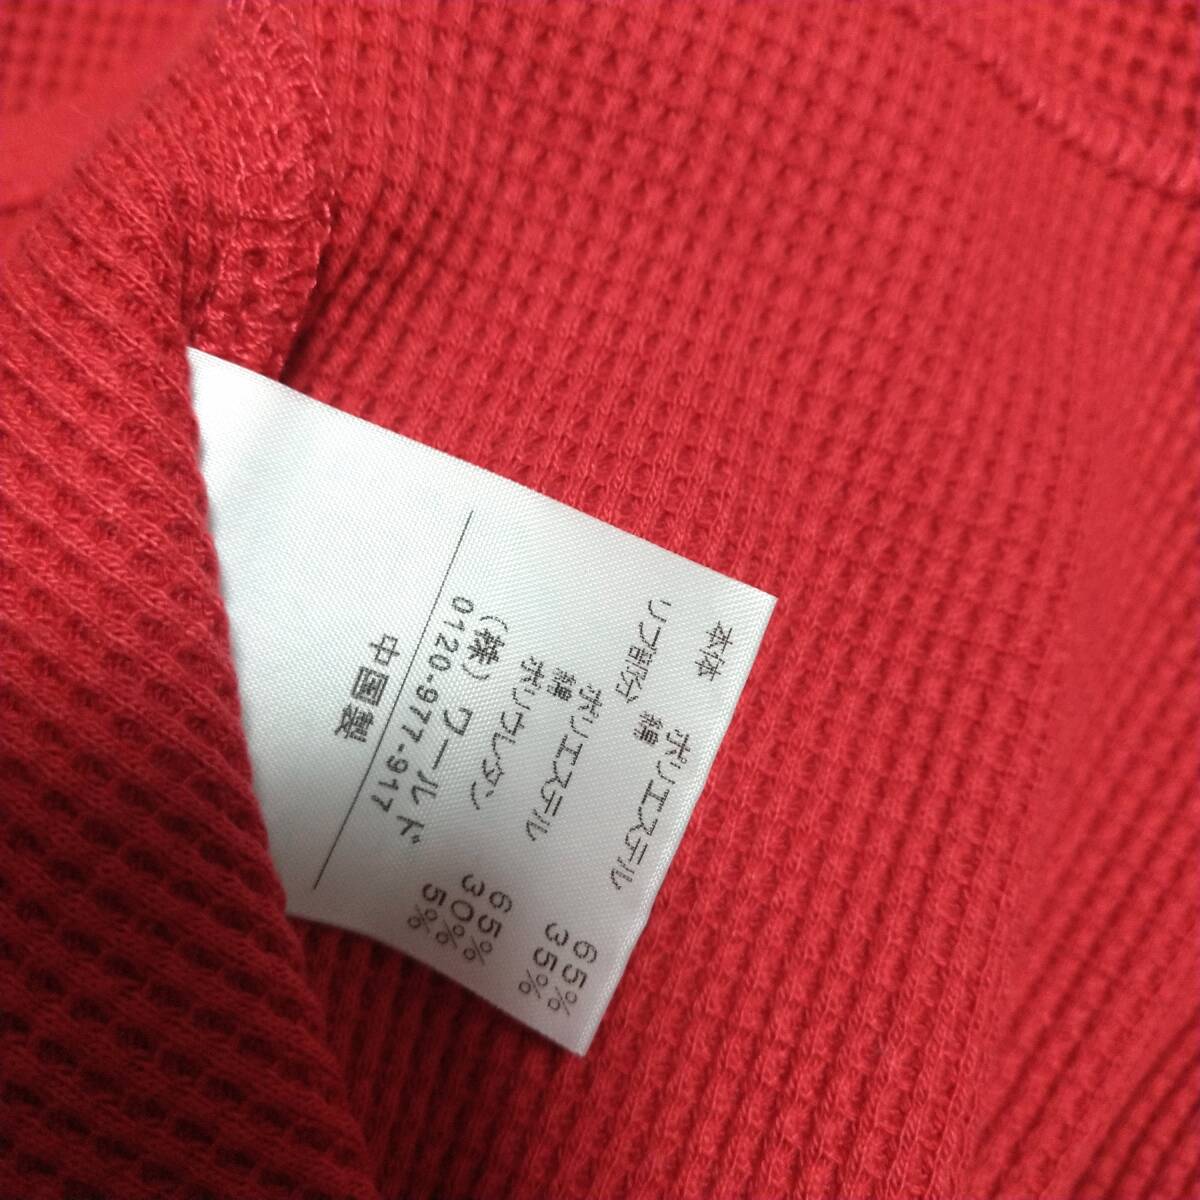 本体
ポリエステル 65%
綿 35%
リブ部分
ポリエステル 65%
綿 30%
ポリウレタン 5%
(株)ワールド
0120-977-917
中国製